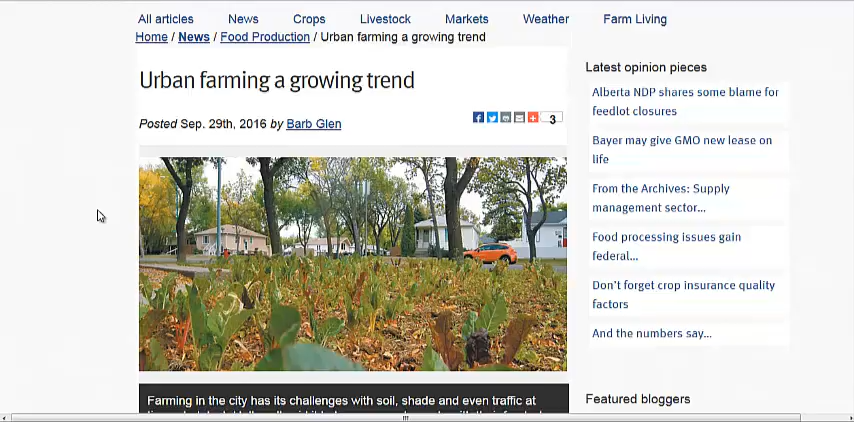 All articles News Crops Livestock Markets Weather Farm Living
Home / News / Food Production / Urban farming a growing trend
Urban farming a growing trend
Posted Sep. 29th, 2016 by Barb Glen
3
Farming in the city has its challenges with soil, shade and even traffic at
Latest opinion pieces
Alberta NDP shares some blame for
feedlot closures
Bayer may give GMO new lease on
life
From the Archives: Supply
management sector...
Food processing issues gain
federal...
Don't forget crop insurance quality
factors
And the numbers say...
Featured bloggers